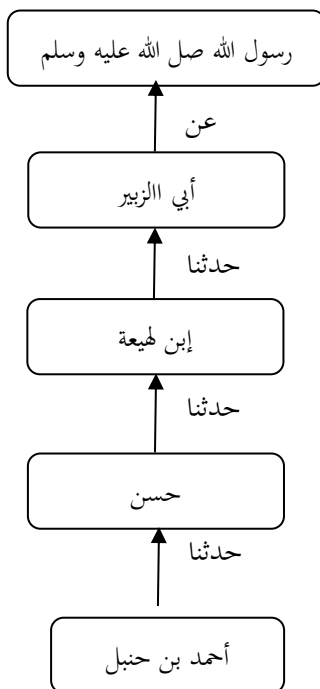 رسول الله صل الله عليه وسلم
عن
أبي االزبير
حدثنا
إبن لهيعة
حدثنا
حسن
حدثنا
أحمد بن حنبل